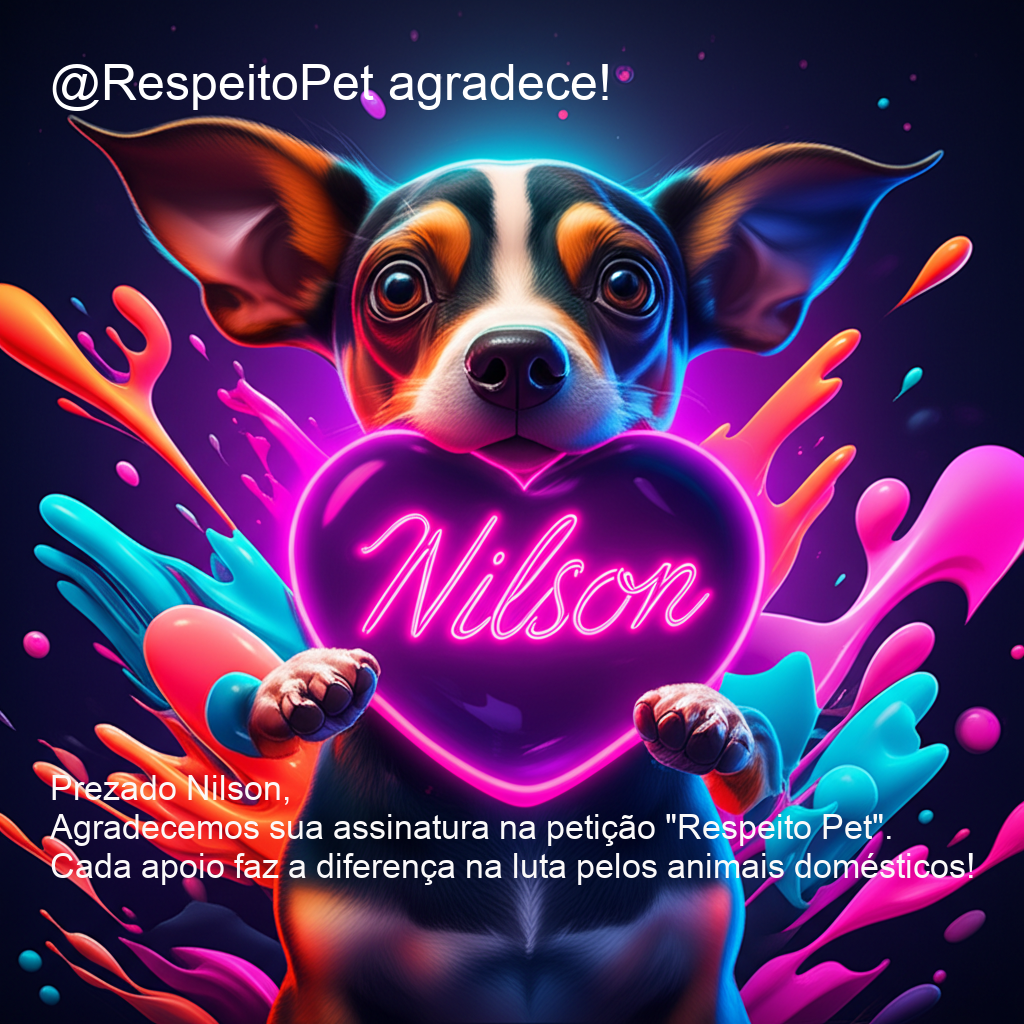 @RespeitoPet agradece!
Nilson
Prezado Nilson,
Agradecemos sua assinatura na petição "Respeito Pet".
Cada apoio faz a diferença na luta pelos animais domésticos!